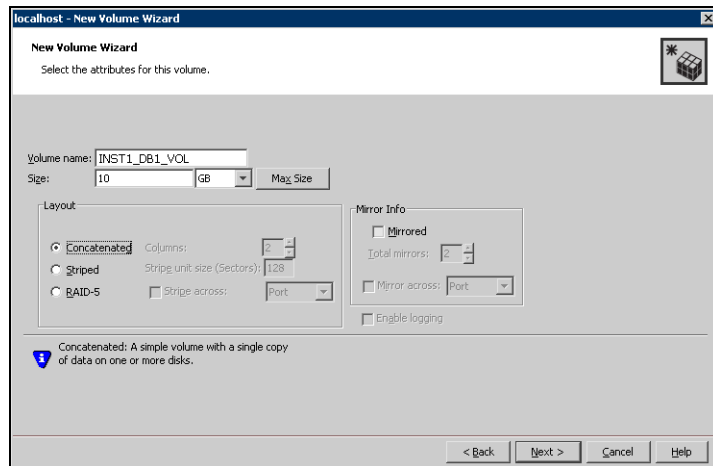 localhost - New Volume Wizard
New Volume Wizard
Select the attributes for this volume.
Volume name: INST1_DB1_VOL
Size: 10 GB Max Size
Layout
Concatenated Columns: 2
Striped Stripe unit size (Sectors): 128
RAID-5 Stripe across: Port
Mirror Info
Mirrored
Total mirrors: 2
Mirror across: Port
Enable logging
Concatenated: A simple volume with a single copy
of data on one or more disks.
< Back Next > Cancel Help